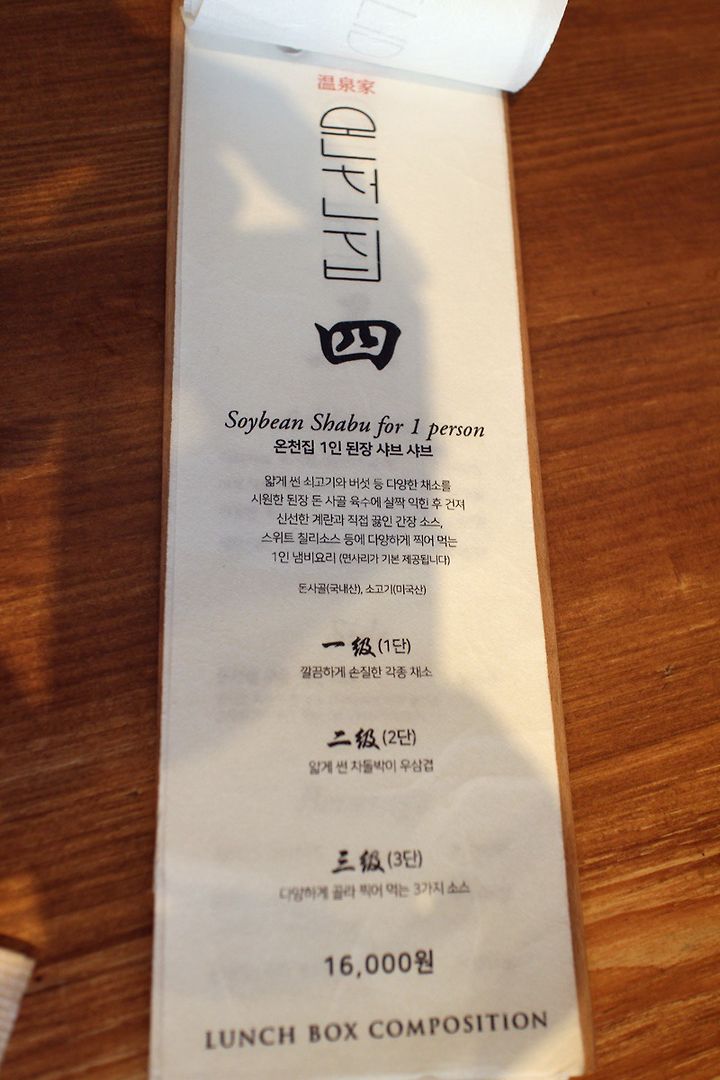 温泉家
온천집
四
Soybean Shabu for 1 person
온천집 1인 된장 샤브 샤브
얇게 썬 쇠고기와 버섯 등 다양한 채소를
시원한 된장 돈 사골 육수에 살짝 익힌 후 건져
신선한 계란과 직접 끓인 간장 소스,
스위트 칠리소스 등에 다양하게 찍어 먹는
1인 냄비요리 (면사리가 기본 제공됩니다)
돈사골(국내산), 소고기(미국산)
一级(1단)
깔끔하게 손질한 각종 채소
二级(2단)
얇게 썬 차돌박이 우삼겹
三级(3단)
다양하게 골라 찍어 먹는 3가지 소스
16,000원
LUNCH BOX COMPOSITION